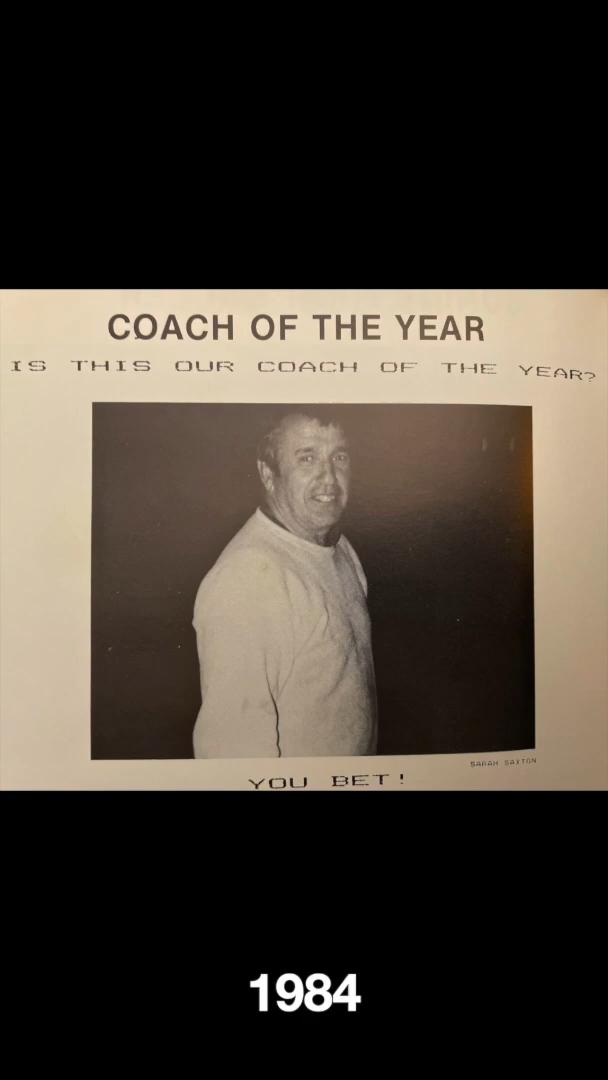 COACH OF THE YEAR
IS THIS OUR COACH OF THE YEAR?
SARAH SAXTON
YOU BET!
1984